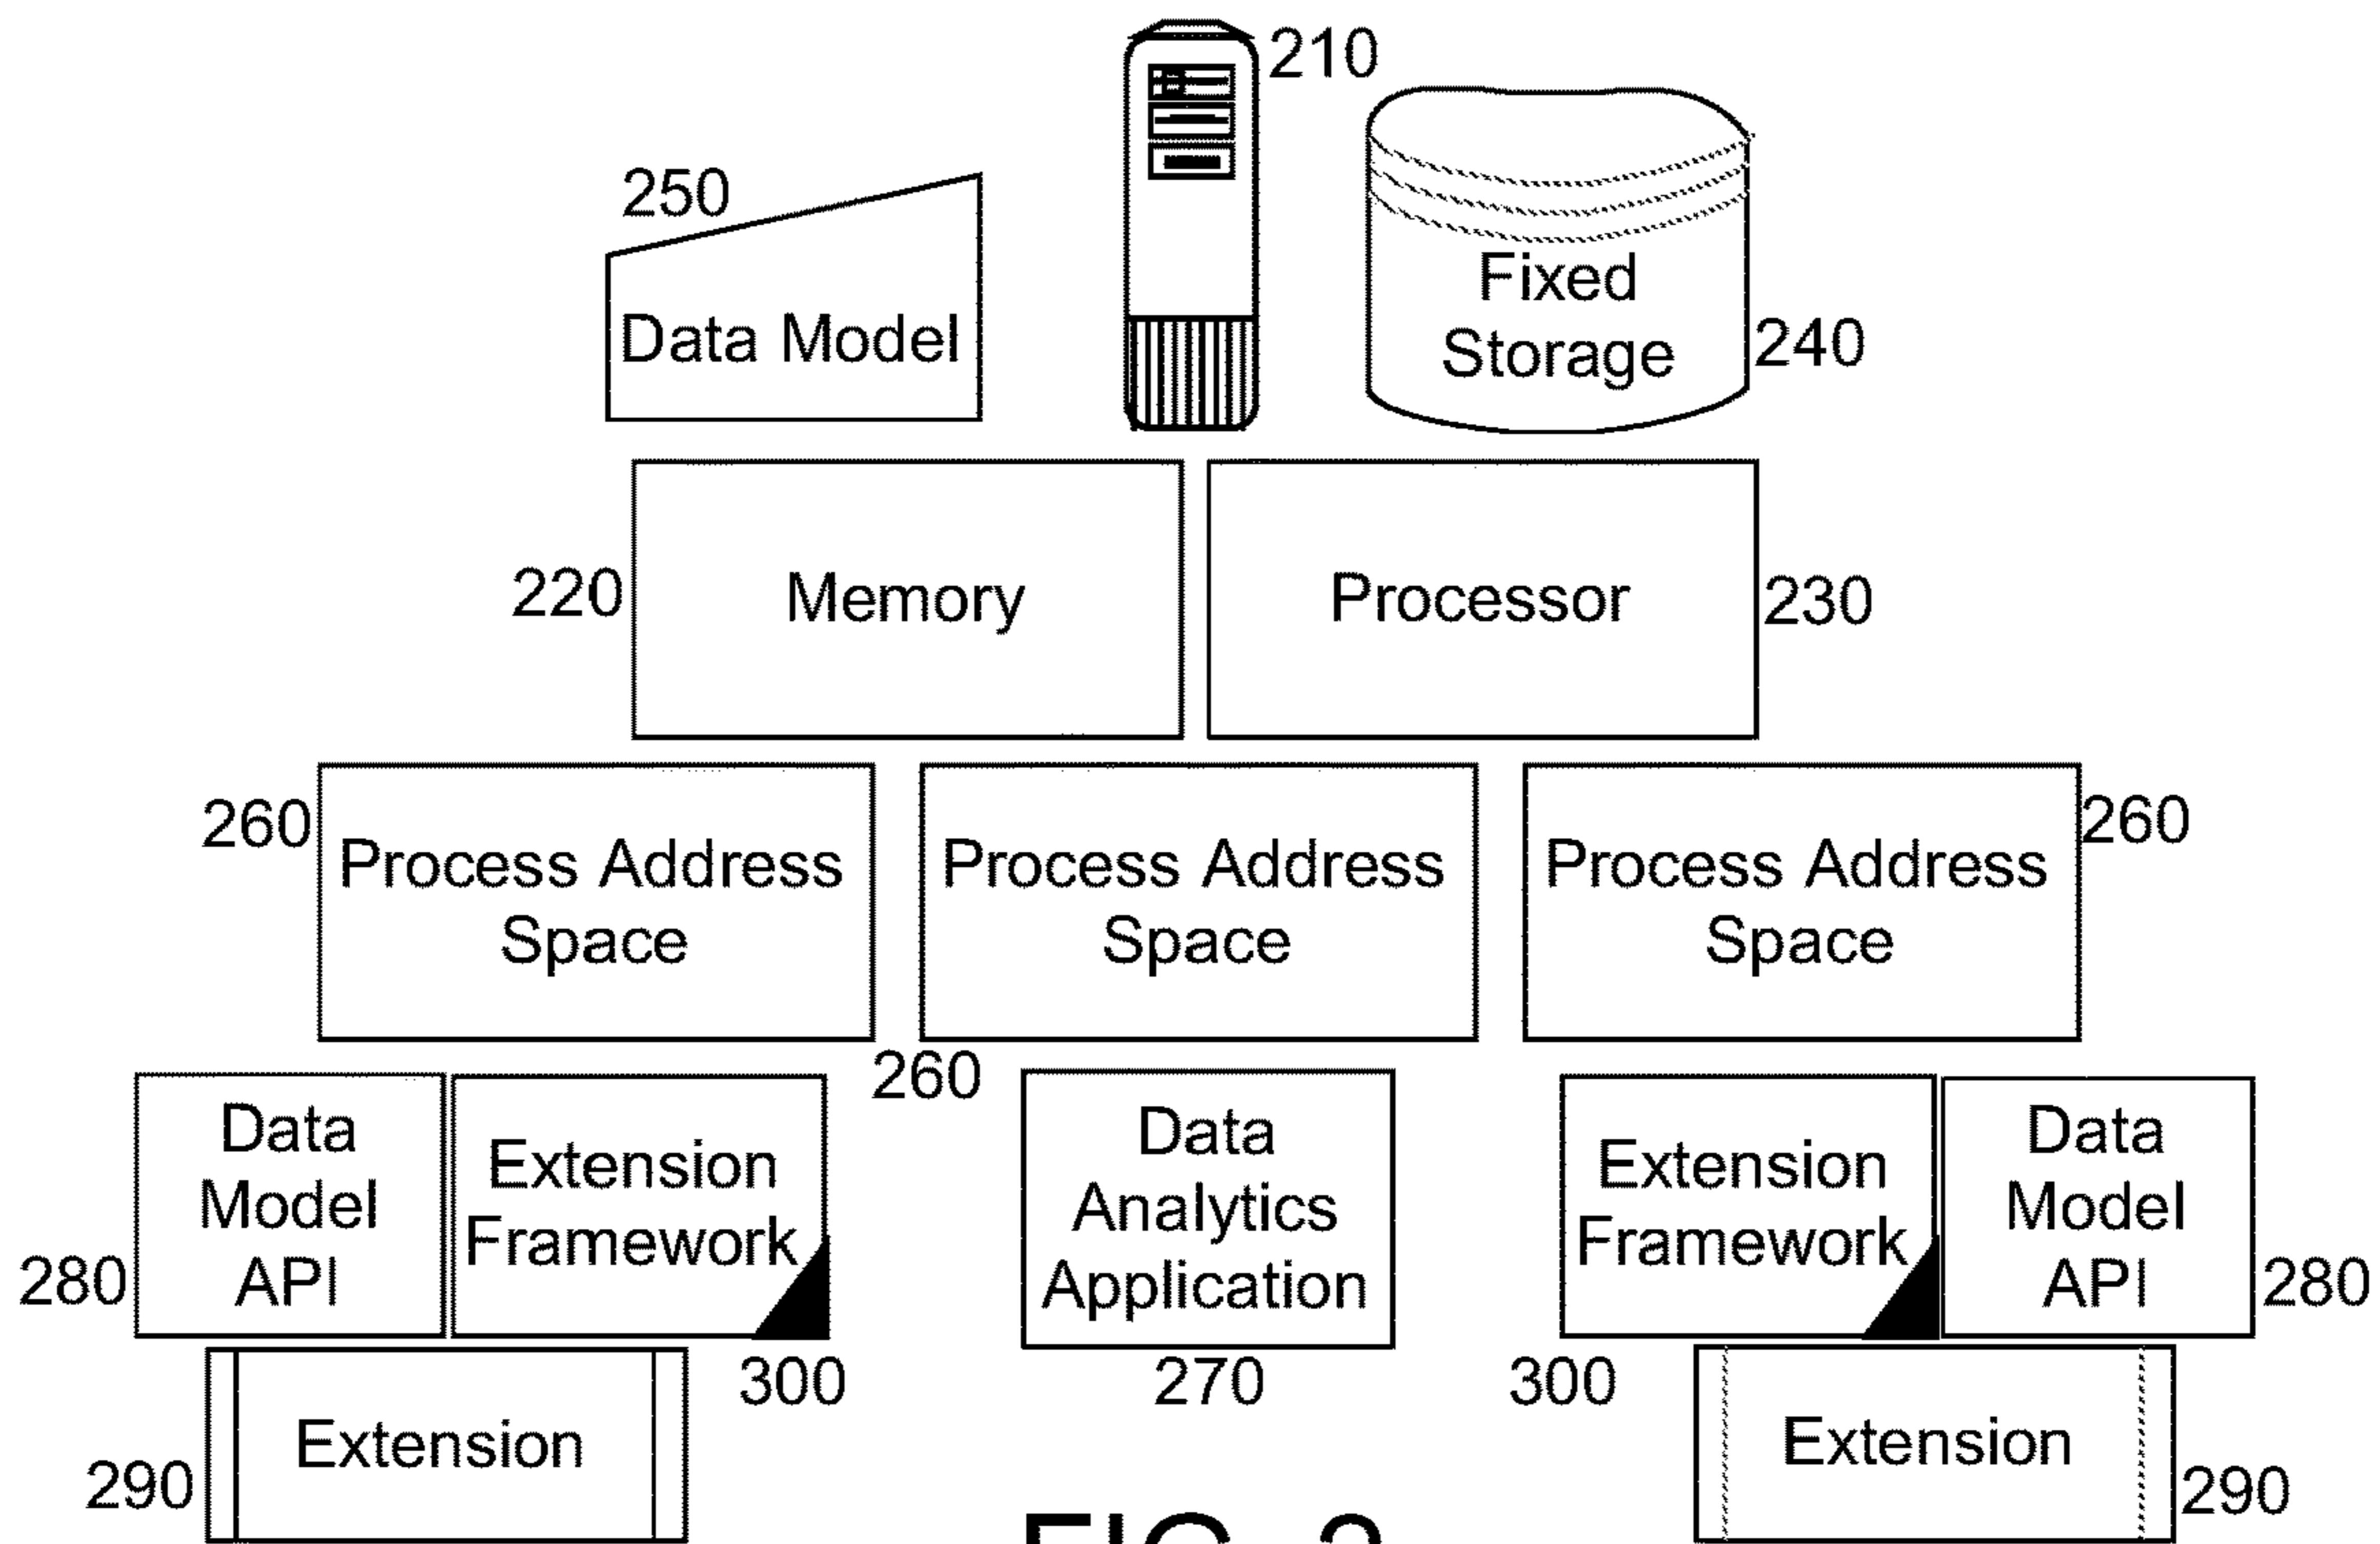 210
250
Data Model
Fixed
Storage
240
220
Memory
Processor
230
260
Process Address
Space
Process Address
Space
Process Address
Space
260
260
Data
Model
API
280
Extension
Framework
300
Data
Analytics
Application
270
Extension
Framework
300
Data
Model
API
280
Extension
290
Extension
290
FIG. 2